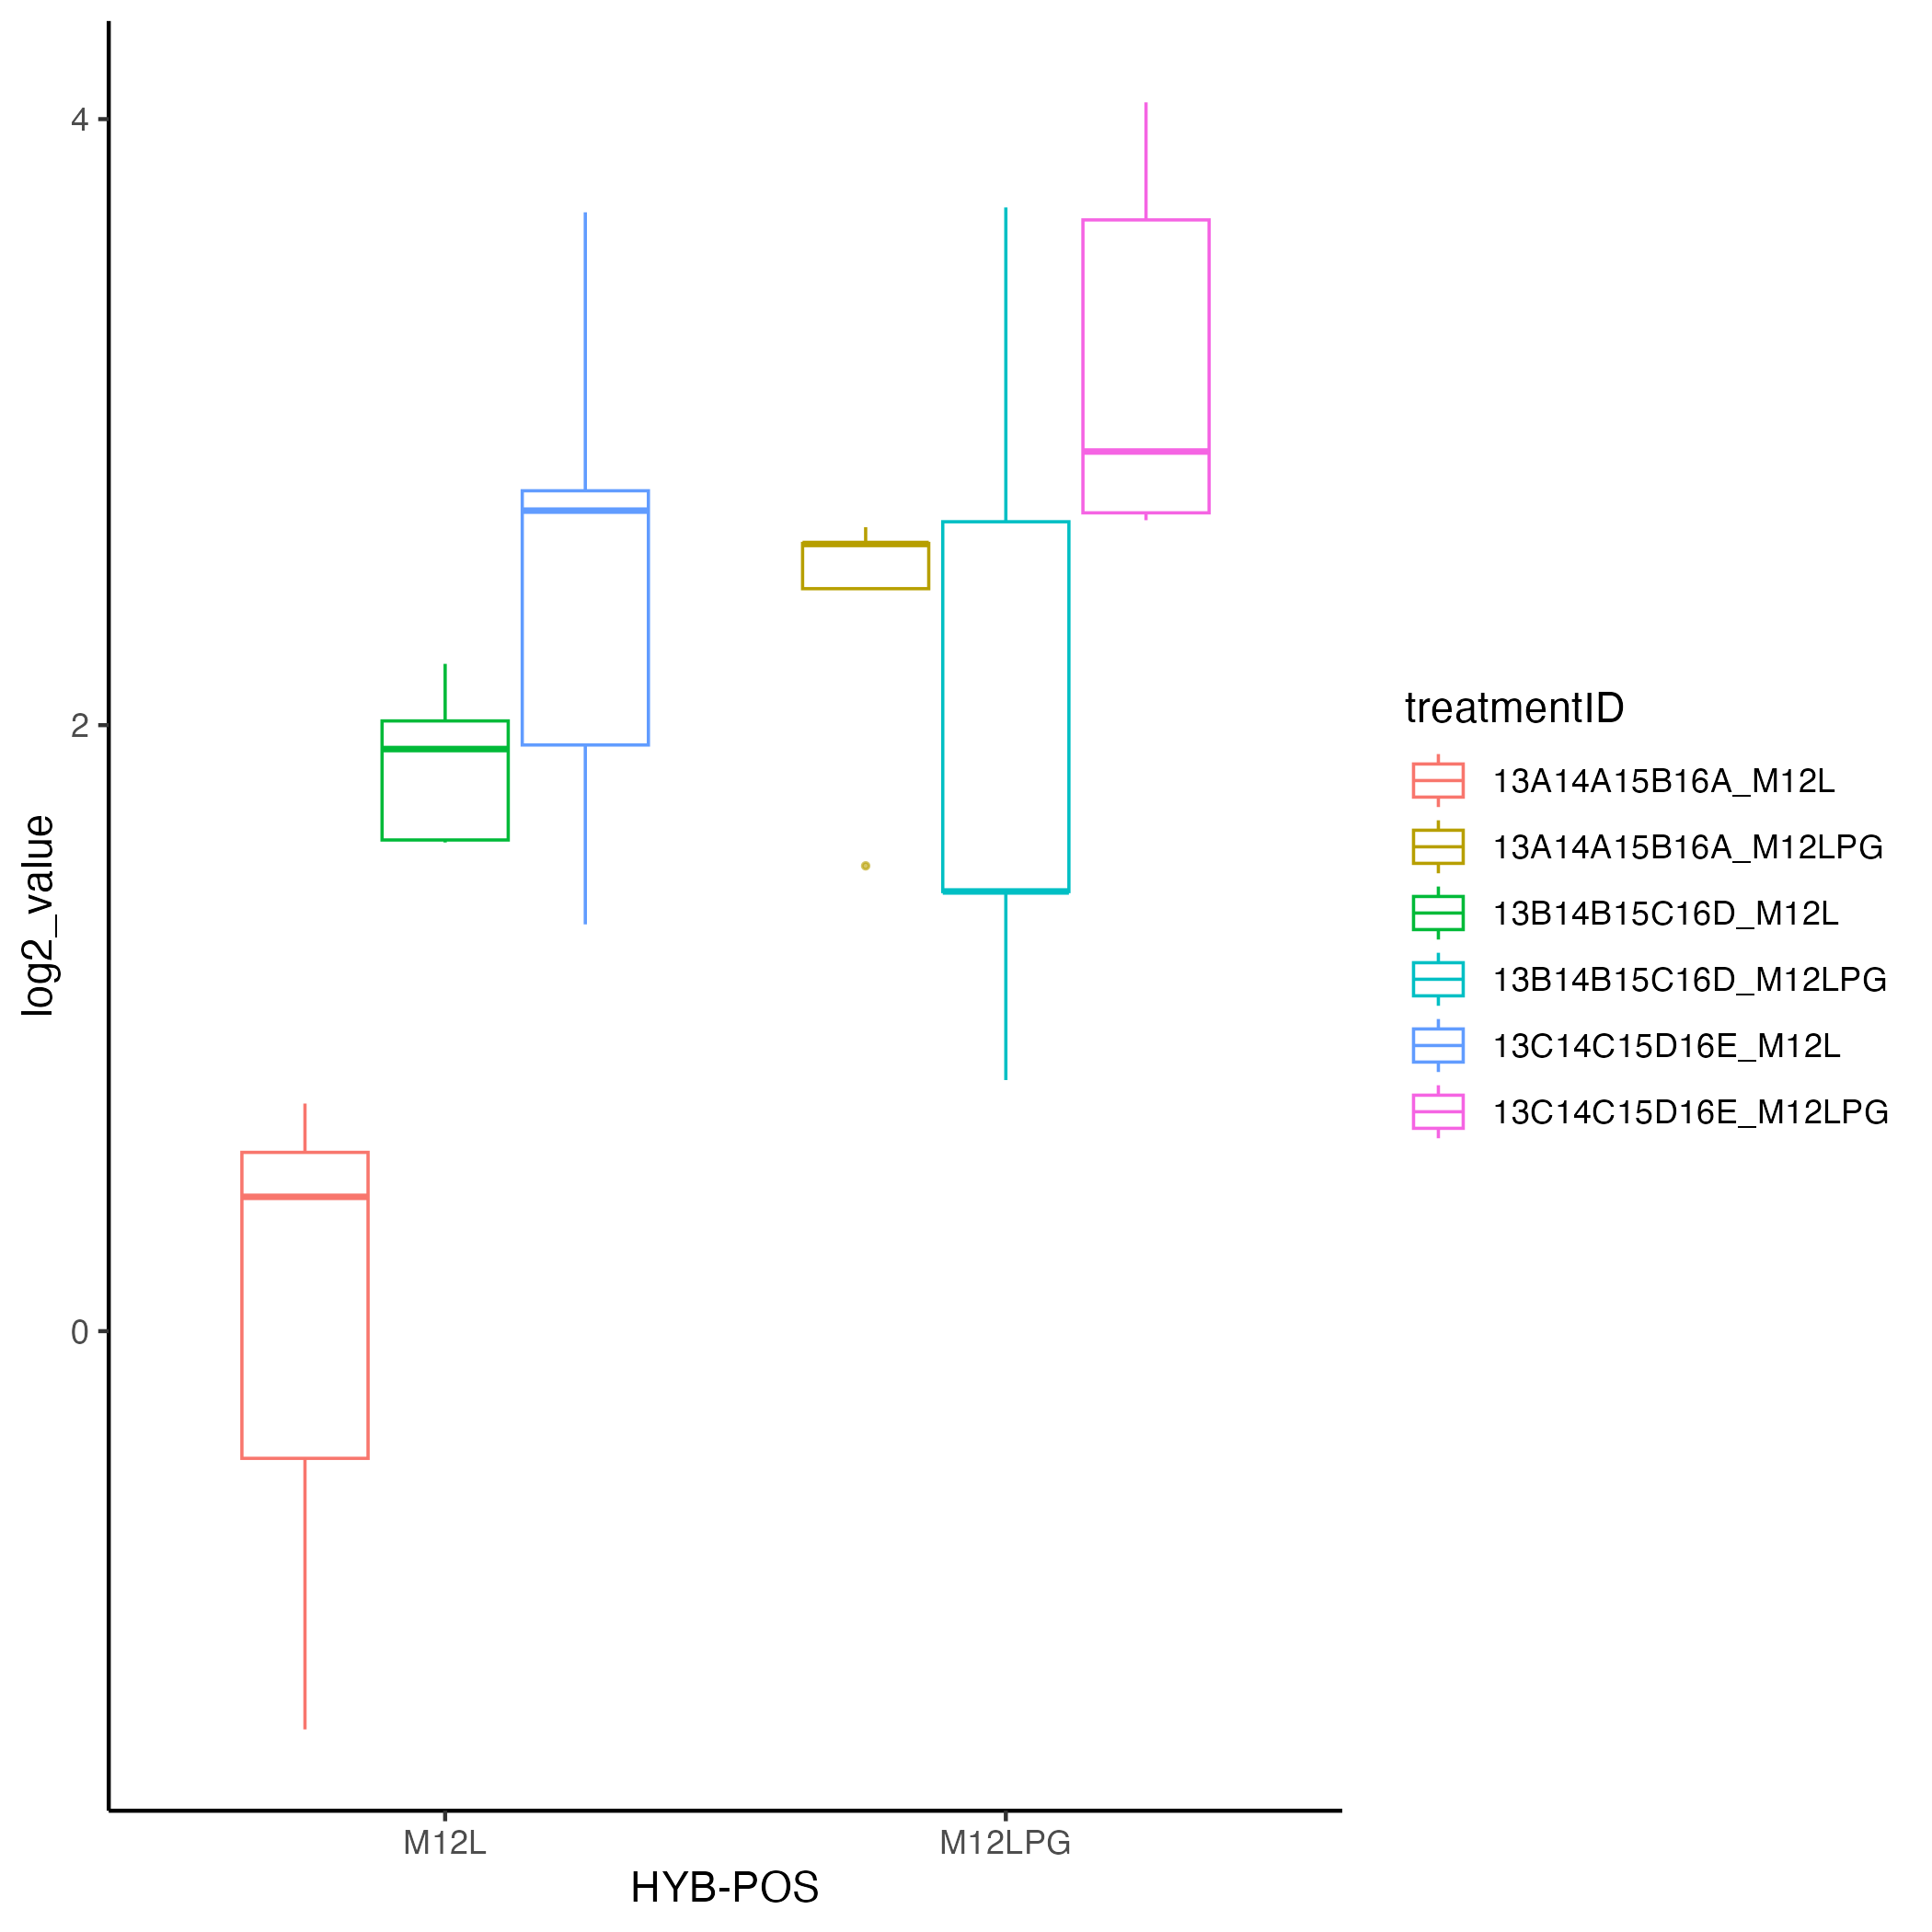 4
2
0
log2_value
M12L
M12LPG
HYB-POS
treatmentID
13A14A15B16A_M12L
13A14A15B16A_M12LPG
13B14B15C16D_M12L
13B14B15C16D_M12LPG
13C14C15D16E_M12L
13C14C15D16E_M12LPG